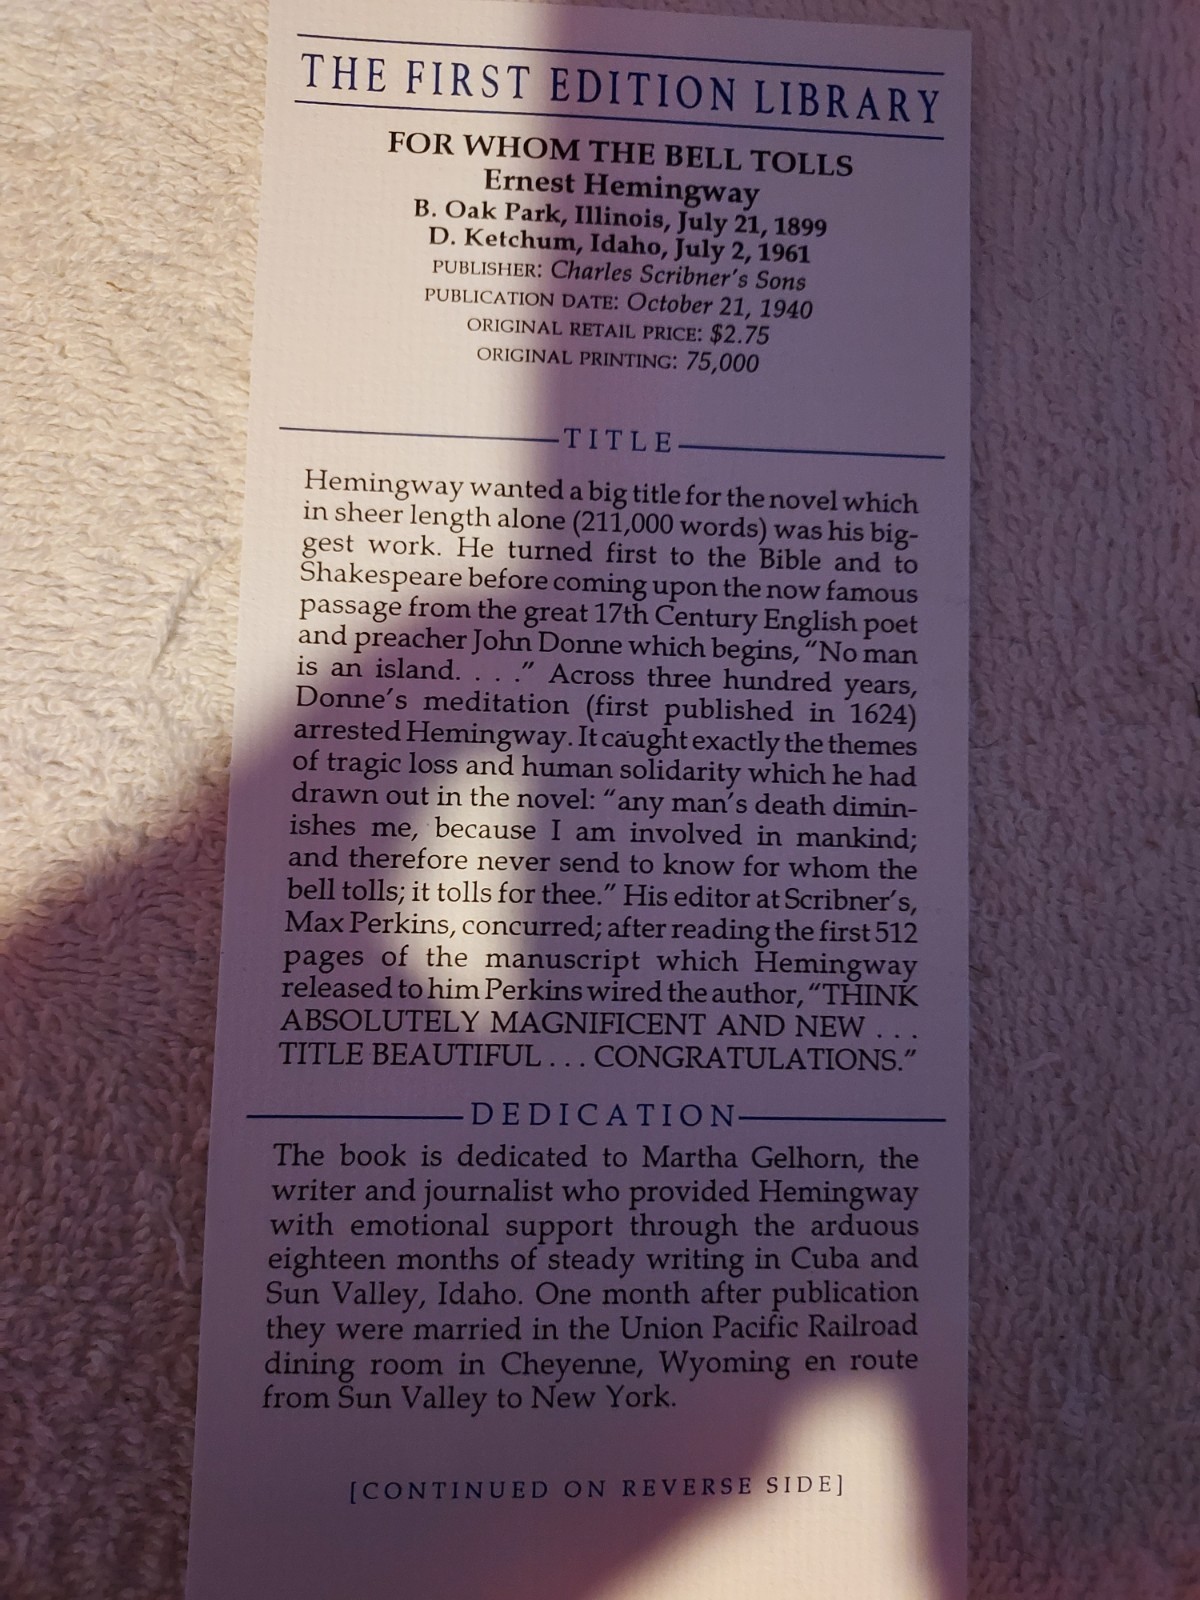 THE FIRST EDITION LIBRARY
FOR WHOM THE BELL TOLLS
Ernest Hemingway
B. Oak Park, Illinois, July 21, 1899
D. Ketchum, Idaho, July 2, 1961
PUBLISHER: Charles Scribner's Sons
PUBLICATION DATE: October 21, 1940
ORIGINAL RETAIL PRICE: $2.75
ORIGINAL PRINTING: 75,000
TITLE
Hemingway wanted a big title for the novel which
in sheer length alone (211,000 words) was his big-
gest work. He turned first to the Bible and to
Shakespeare before coming upon the now famous
passage from the great 17th Century English poet
and preacher John Donne which begins, "No man
is an island. . . ." Across three hundred years,
Donne's meditation (first published in 1624)
arrested Hemingway. It caught exactly the themes
of tragic loss and human solidarity which he had
drawn out in the novel: "any man's death dimin-
ishes me, because I am involved in mankind;
and therefore never send to know for whom the
bell tolls; it tolls for thee." His editor at Scribner's,
Max Perkins, concurred; after reading the first 512
pages of the manuscript which Hemingway
released to him Perkins wired the author, "THINK
ABSOLUTELY MAGNIFICENT AND NEW . . .
TITLE BEAUTIFUL . . . CONGRATULATIONS."
DEDICATION
The book is dedicated to Martha Gelhorn, the
writer and journalist who provided Hemingway
with emotional support through the arduous
eighteen months of steady writing in Cuba and
Sun Valley, Idaho. One month after publication
they were married in the Union Pacific Railroad
dining room in Cheyenne, Wyoming en route
from Sun Valley to New York.
[CONTINUED ON REVERSE SIDE]